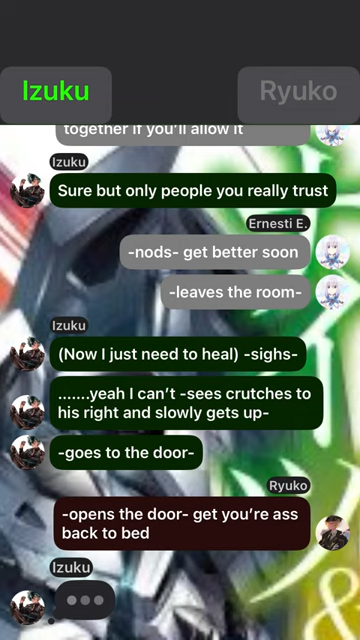 Izuku
Ryuko
together if you'll allow it
Izuku
Sure but only people you really trust
Ernesti E.
-nods- get better soon
-leaves the room-
Izuku
(Now I just need to heal) -sighs-
.......yeah I can't -sees crutches to
his right and slowly gets up-
-goes to the door-
Ryuko
-opens the door- get you're ass
back to bed
Izuku